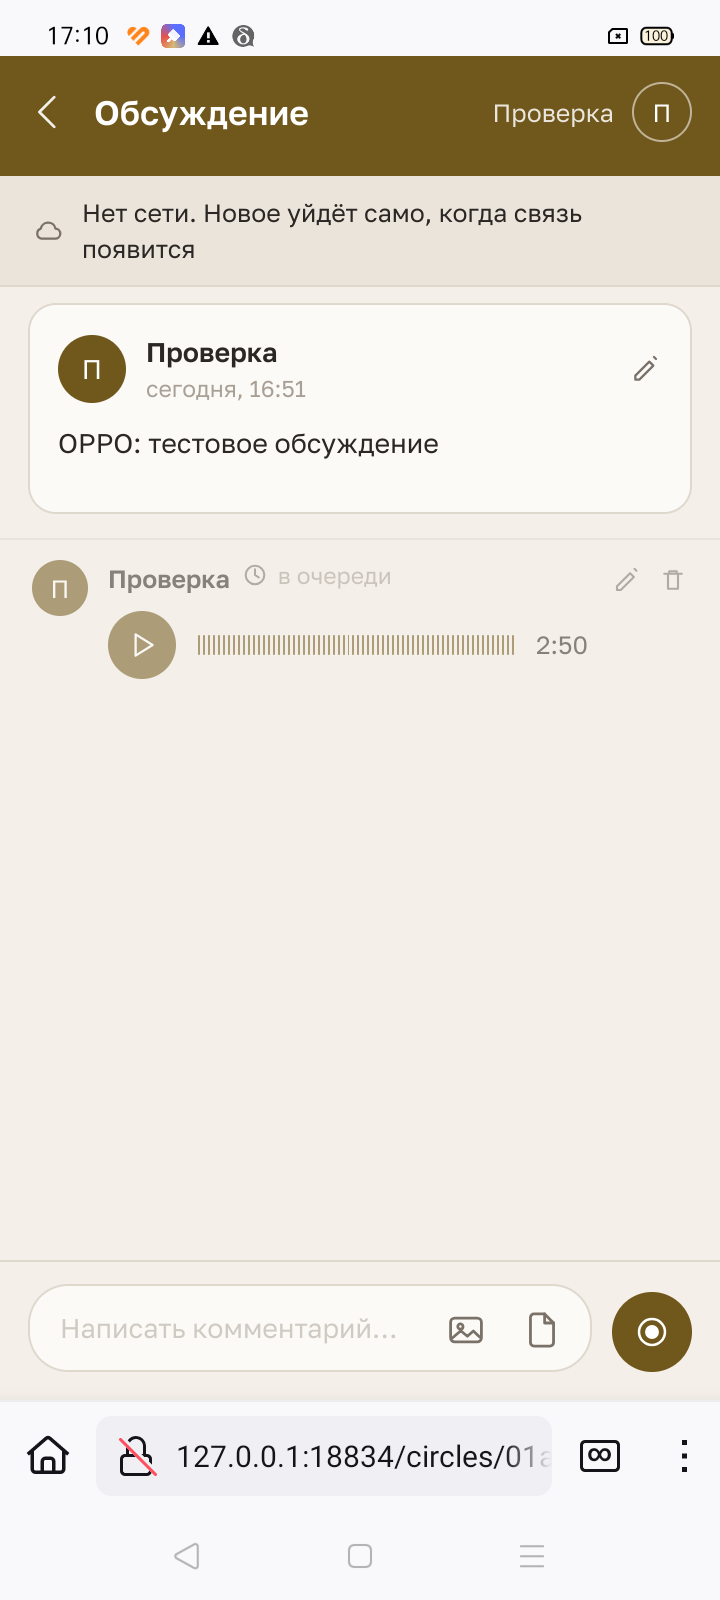 17:10
100
Обсуждение
Проверка
П
Нет сети. Новое уйдёт само, когда связь
появится
П
Проверка
сегодня, 16:51
OPPO: тестовое обсуждение
П
Проверка
в очереди
2:50
Написать комментарий...
127.0.0.1:18834/circles/01a